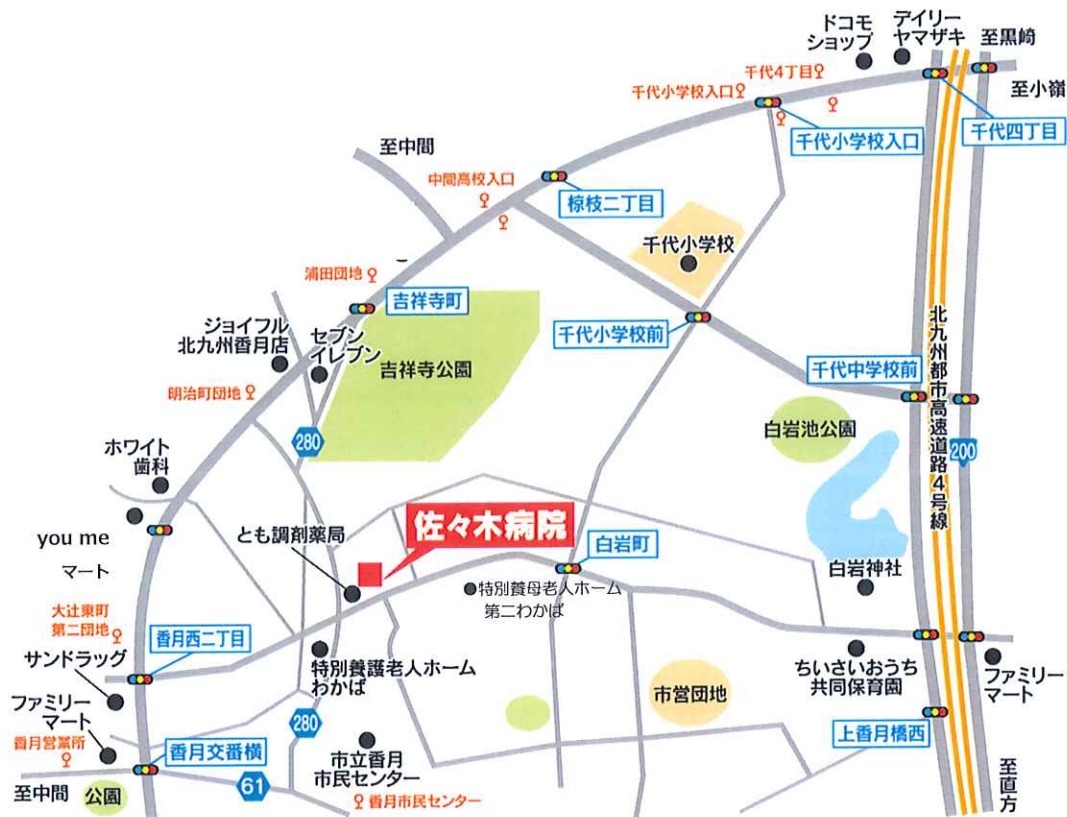 ドコモ
ショップ
デイリー
ヤマザキ
至黒崎
千代4丁目
千代小学校入口
至小嶺
千代小学校入口
千代四丁目
至中間
中間高校入口
椋枝二丁目
千代小学校
浦田団地
吉祥寺町
ジョイフル
北九州香月店
セブン
イレブン
千代小学校前
吉祥寺公園
千代中学校前
北九州都市高速道路4号線
明治町団地
白岩池公園
280
200
ホワイト
歯科
you me
マート
とも調剤薬局
佐々木病院
白岩町
特別養母老人ホーム
第二わかば
白岩神社
大辻東町
第二団地
香月西二丁目
サンドラッグ
特別養護老人ホーム
わかば
ちいさいおうち
共同保育園
ファミリー
マート
市営団地
ファミリー
マート
280
上香月橋西
香月営業所
香月交番横
市立香月
市民センター
至中間
公園
61
香月市民センター
至直方